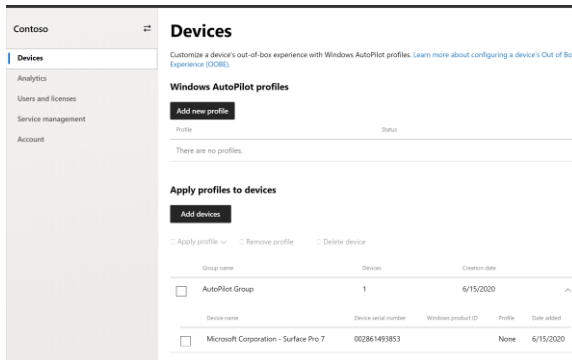 Contoso
Devices
Analytics
Users and licenses
Service management
Account
Devices
Customize a device's out-of-box experience with Windows AutoPilot profiles. Learn more about configuring a device's Out of Bo
Experience (OOBE).
Windows AutoPilot profiles
Add new profile
Profile Status
There are no profiles.
Apply profiles to devices
Add devices
Apply profile Remove profile Delete device
Group name Devices Creation date
AutoPilot Group 1 6/15/2020
Device name Device serial number Windows product ID Profile Date added
Microsoft Corporation - Surface Pro 7 002861493853 None 6/15/2020